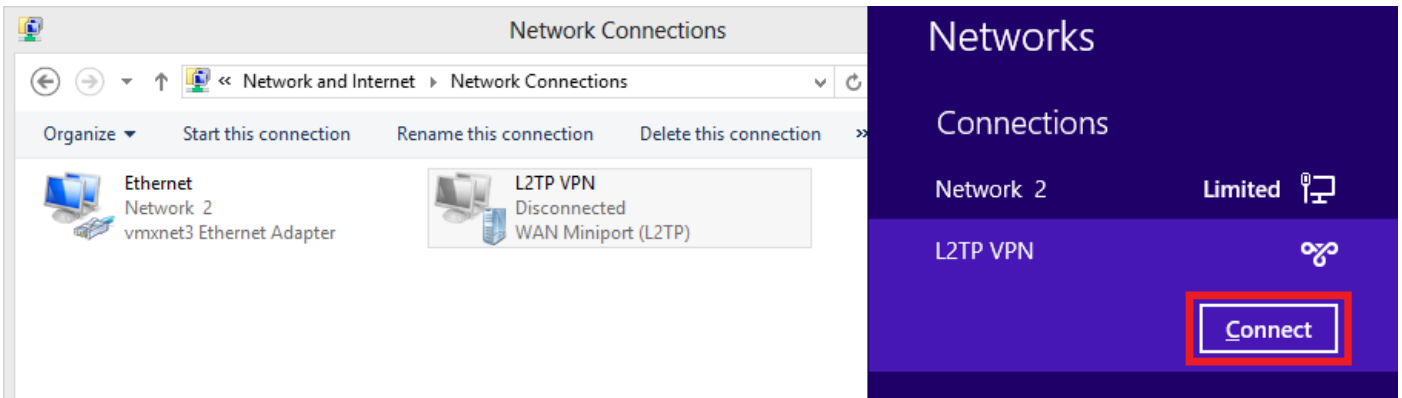 Network Connections
« Network and Internet Network Connections
Organize Start this connection Rename this connection Delete this connection »
Ethernet
Network 2
vmxnet3 Ethernet Adapter
L2TP VPN
Disconnected
WAN Miniport (L2TP)
Networks
Connections
Network 2 Limited
L2TP VPN
Connect